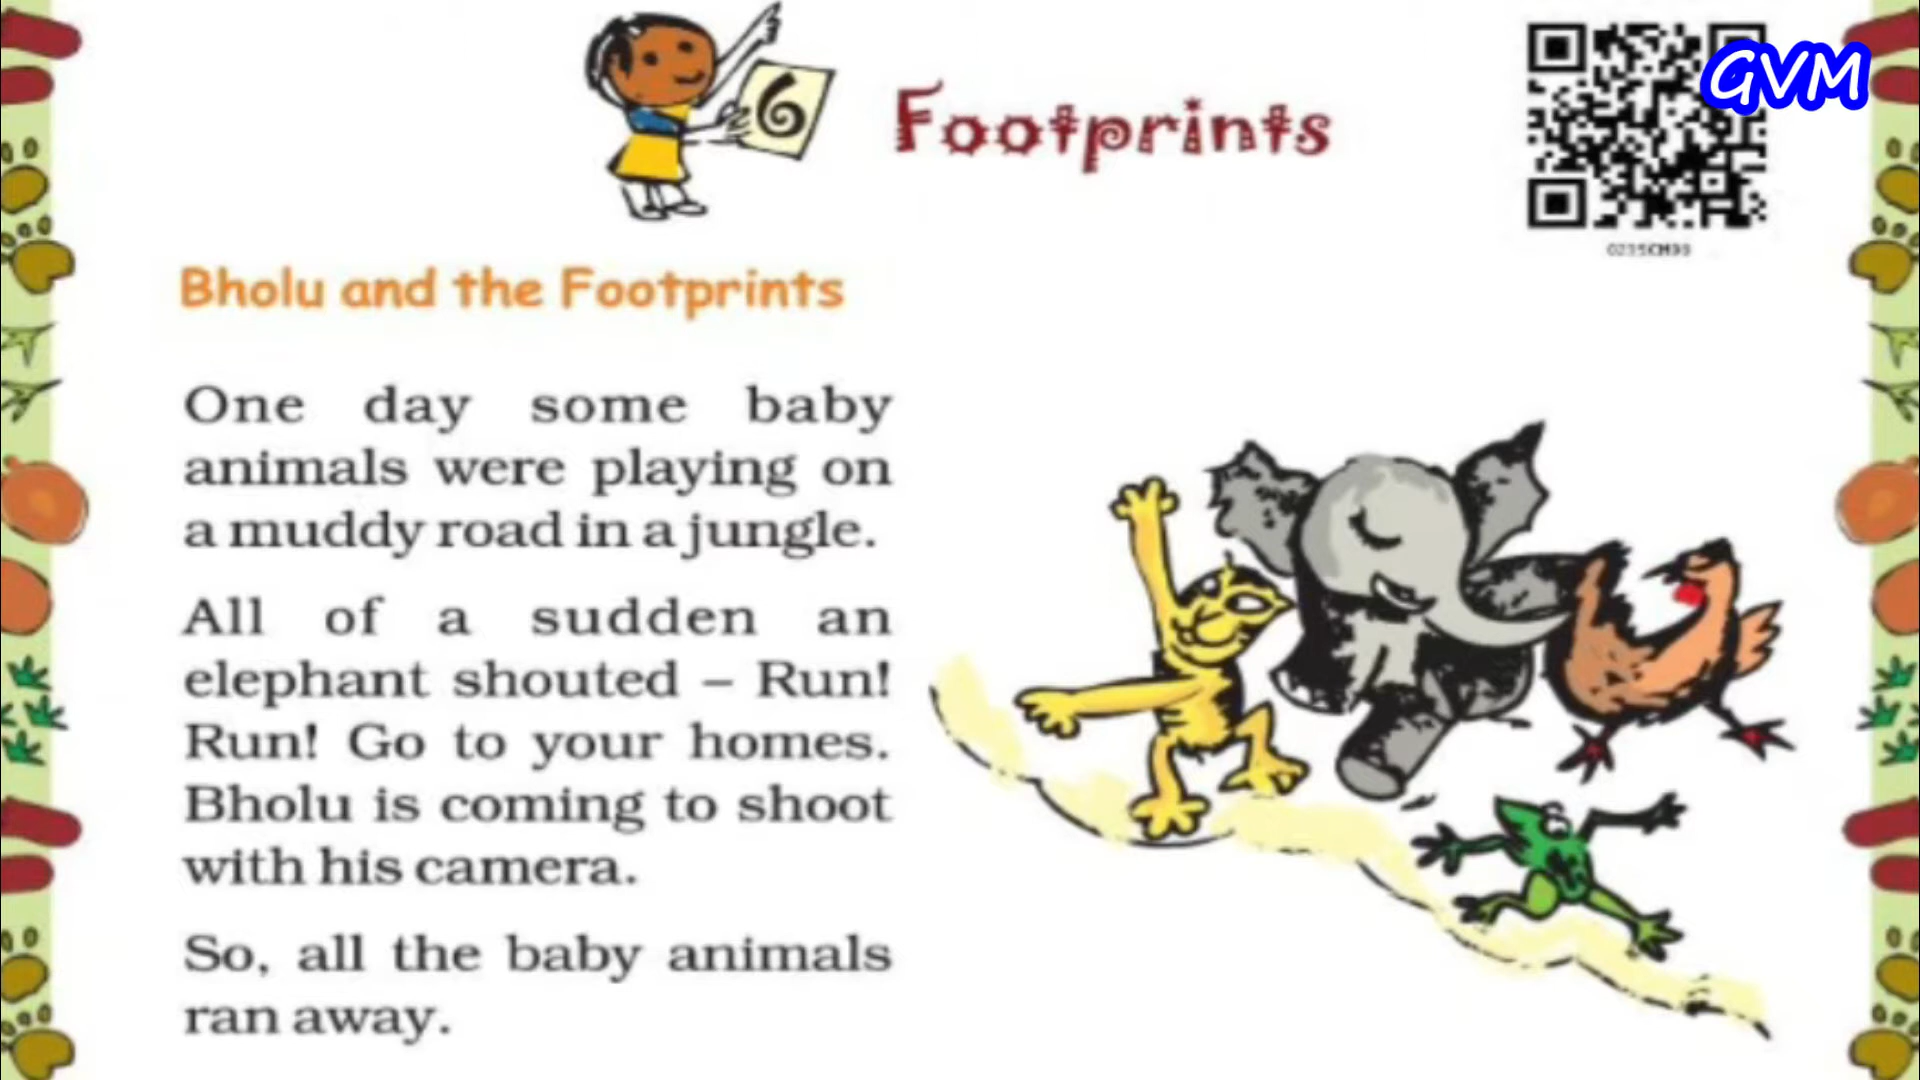 6
Footprints
GVM
Bholu and the Footprints
One day some baby
animals were playing on
a muddy road in a jungle.
All of a sudden an
elephant shouted – Run!
Run! Go to your homes.
Bholu is coming to shoot
with his camera.
So, all the baby animals
ran away.